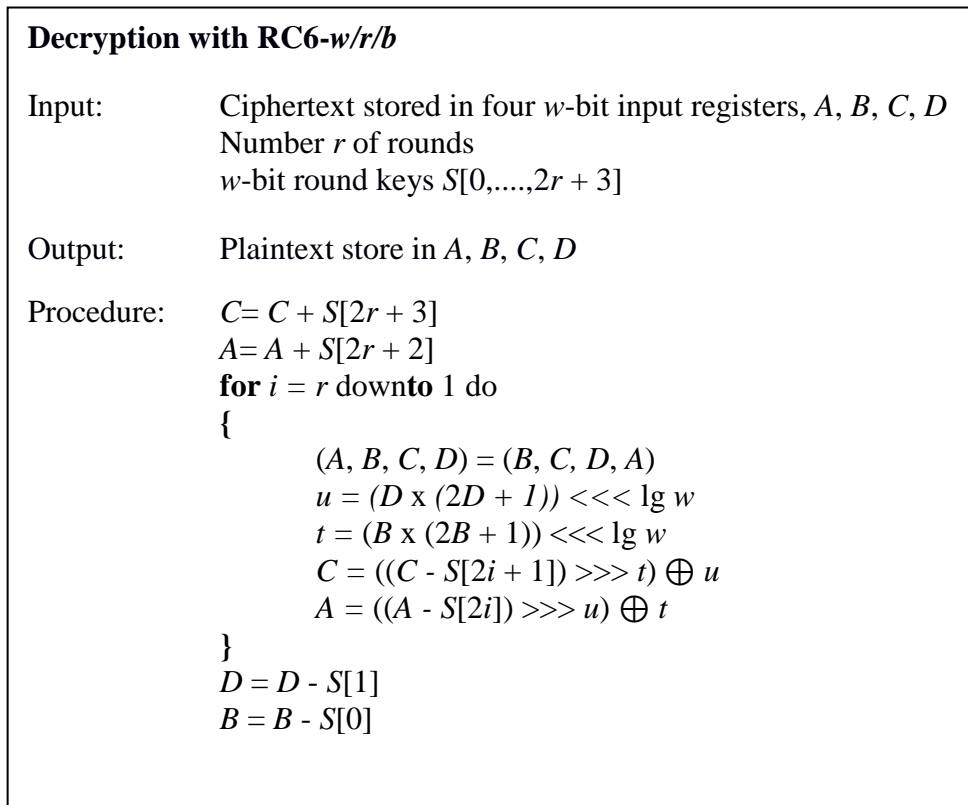 Decryption with RC6-w/r/b
Input: Ciphertext stored in four w-bit input registers, A, B, C, D
Number r of rounds
w-bit round keys S[0,....,2r + 3]
Output: Plaintext store in A, B, C, D
Procedure: C= C + S[2r + 3]
A= A + S[2r + 2]
for i = r downto 1 do
{
(A, B, C, D) = (B, C, D, A)
u = (D x (2D + 1)) <<< lg w
t = (B x (2B + 1)) <<< lg w
C = ((C - S[2i + 1]) >>> t) ⊕ u
A = ((A - S[2i]) >>> u) ⊕ t
}
D = D - S[1]
B = B - S[0]